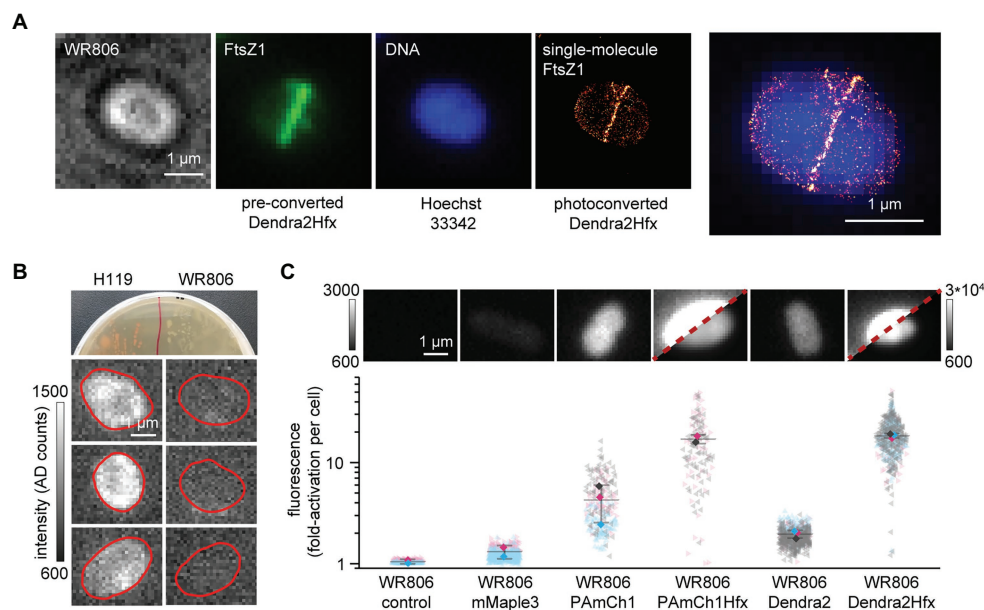 A
WR806
FtsZ1
DNA
single-molecule
FtsZ1
1 µm
1 µm
pre-converted
Dendra2Hfx
Hoechst
33342
photoconverted
Dendra2Hfx
B
H119
WR806
1500
600
intensity (AD counts)
1 µm
C
3000
600
1 µm
3*10⁴
600
fluorescence
(fold-activation per cell)
10
1
WR806
control
WR806
mMaple3
WR806
PAmCh1
WR806
PAmCh1Hfx
WR806
Dendra2
WR806
Dendra2Hfx